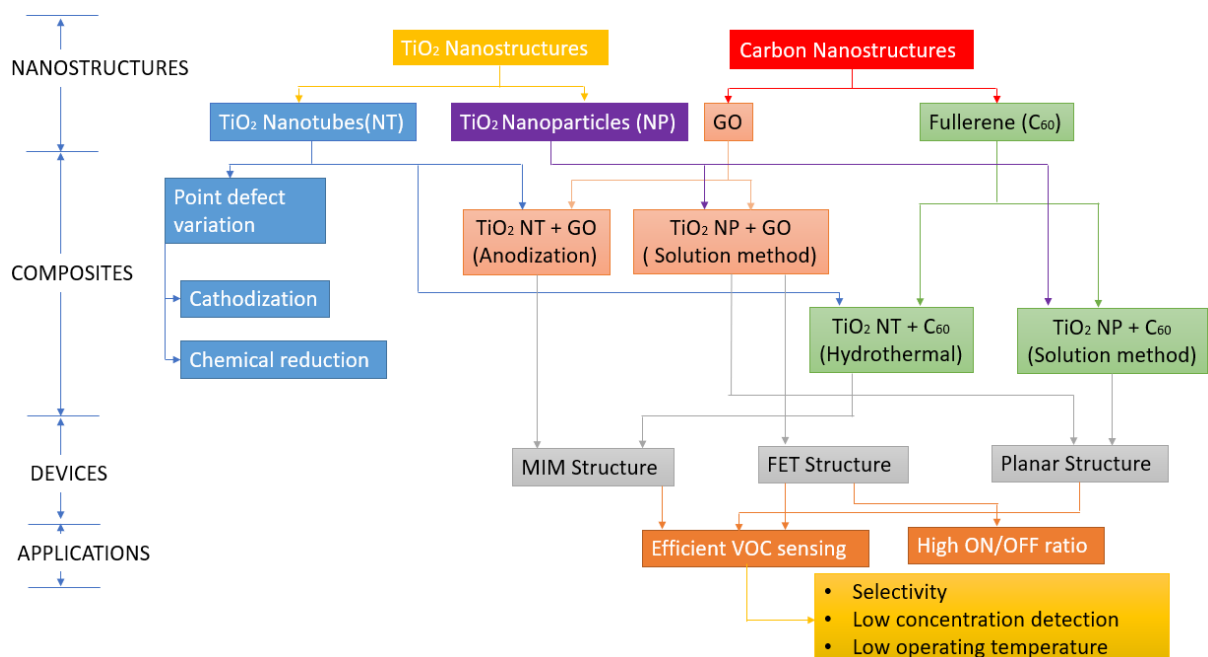 TiO₂ Nanostructures
Carbon Nanostructures
NANOSTRUCTURES
TiO₂ Nanotubes(NT)
TiO₂ Nanoparticles (NP)
GO
Fullerene (C₆₀)
Point defect
variation
TiO₂ NT + GO
(Anodization)
TiO₂ NP + GO
( Solution method)
COMPOSITES
Cathodization
Chemical reduction
TiO₂ NT + C₆₀
(Hydrothermal)
TiO₂ NP + C₆₀
(Solution method)
DEVICES
MIM Structure
FET Structure
Planar Structure
APPLICATIONS
Efficient VOC sensing
High ON/OFF ratio
• Selectivity
• Low concentration detection
• Low operating temperature